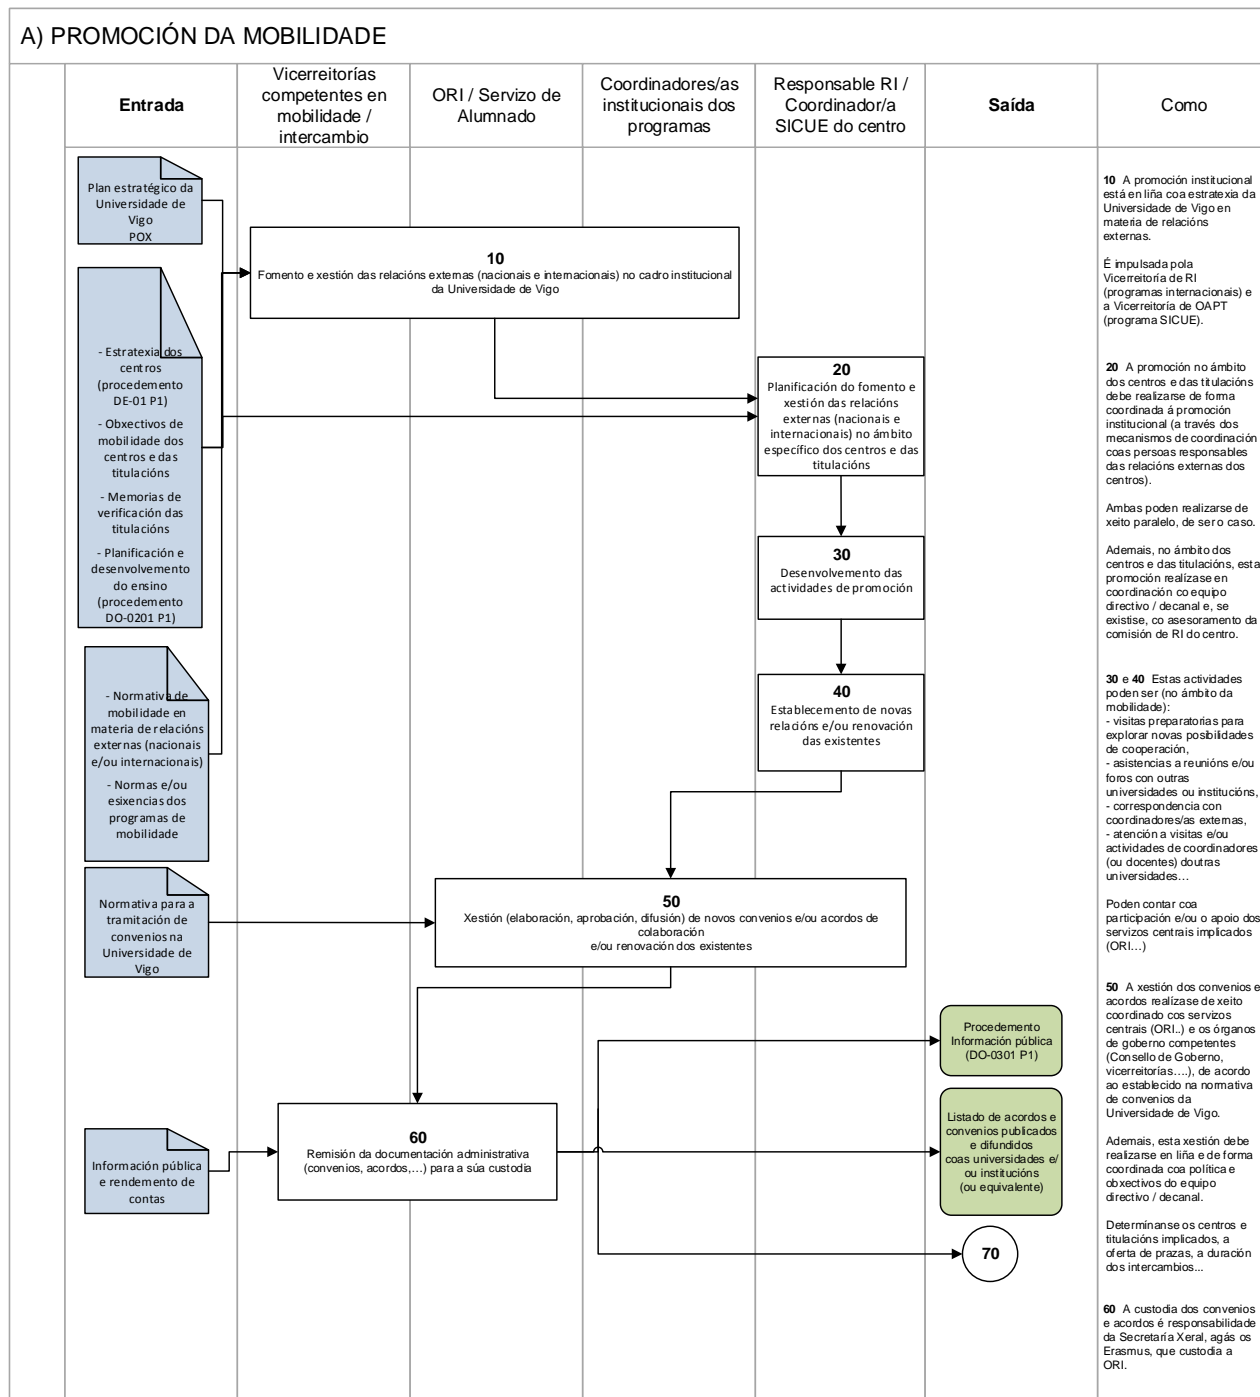 A) PROMOCIÓN DA MOBILIDADE
Entrada
Vicerreitorías
competentes en
mobilidade /
intercambio
ORI / Servizo de
Alumnado
Coordinadores/as
institucionais dos
programas
Responsable RI /
Coordinador/a
SICUE do centro
Saída
Como
Plan estratégico da
Universidade de
Vigo
POX
- Estratexia dos
centros
(procedemento
DE-01 P1)
- Obxectivos de
mobilidade dos
centros e das
titulacións
- Memorias de
verificación das
titulacións
- Planificación e
desenvolvemento
do ensino
(procedemento
DO-0201 P1)
- Normativa de
mobilidade en
materia de relacións
externas (nacionais
e/ou internacionais)
- Normas e/ou
esixencias dos
programas de
mobilidade
Normativa para a
tramitación de
convenios na
Universidade de
Vigo
Información pública
e rendemento de
contas
10
Fomento e xestión das relacións externas (nacionais e internacionais) no cadro institucional
da Universidade de Vigo
20
Planificación do fomento e
xestión das relacións
externas (nacionais e
internacionais) no ámbito
específico dos centros e das
titulacións
30
Desenvolvemento das
actividades de promoción
40
Establecemento de novas
relacións e/ou renovación
das existentes
50
Xestión (elaboración, aprobación, difusión) de novos convenios e/ou acordos de
colaboración
e/ou renovación dos existentes
60
Remisión da documentación administrativa
(convenios, acordos,...) para a súa custodia
Procedemento
Información pública
(DO-0301 P1)
Listado de acordos e
convenios publicados
e difundidos
coas universidades e/
ou institucións
(ou equivalente)
70
10 A promoción institucional
está en liña coa estratexia da
Universidade de Vigo en
materia de relacións
externas.
É impulsada pola
Vicerreitoría de RI
(programas internacionais) e
a Vicerreitoría de OAPT
(programa SICUE).
20 A promoción no ámbito
dos centros e das titulacións
debe realizarse de forma
coordinada á promoción
institucional (a través dos
mecanismos de coordinación
coas persoas responsables
das relacións externas dos
centros).
Ambas poden realizarse de
xeito paralelo, de ser o caso.
Ademais, no ámbito dos
centros e das titulacións, esta
promoción realízase en
coordinación co equipo
directivo / decanal e, se
existise, co asesoramento da
comisión de RI do centro.
30 e 40 Estas actividades
poden ser (no ámbito da
mobilidade):
- visitas preparatorias para
explorar novas posibilidades
de cooperación,
- asistencias a reunións e/ou
foros con outras
universidades ou institucións,
- correspondencia con
coordinadores/as externas,
- atención a visitas e/ou
actividades de coordinadores
(ou docentes) doutras
universidades...
Poden contar coa
participación e/ou o apoio dos
servizos centrais implicados
(ORI...)
50 A xestión dos convenios e
acordos realízase de xeito
coordinado cos servizos
centrais (ORI..) e os órganos
de goberno competentes
(Consello de Goberno,
vicerreitorías....), de acordo
ao establecido na normativa
de convenios da
Universidade de Vigo.
Ademais, esta xestión debe
realizarse en liña e de forma
coordinada coa política e
obxectivos do equipo
directivo / decanal.
Determínanse os centros e
titulacións implicados, a
oferta de prazas, a duración
dos intercambios...
60 A custodia dos convenios
e acordos é responsabilidade
da Secretaría Xeral, agás os
Erasmus, que custodia a
ORI.